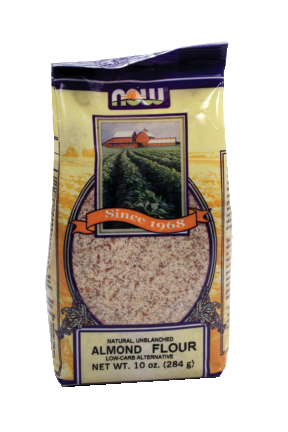 NOW
Since 1968
NATURAL, UNBLANCHED
ALMOND FLOUR
LOW-CARB ALTERNATIVE
NET WT. 10 oz. (284 g)